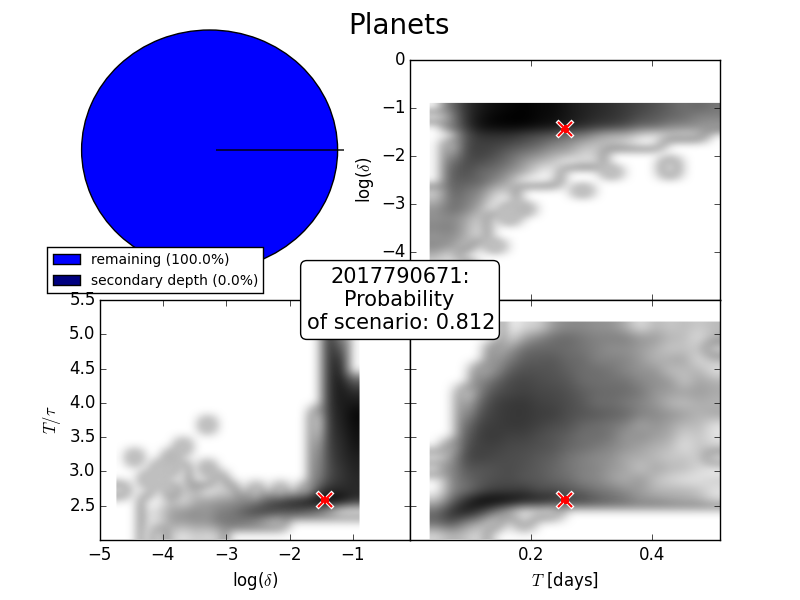 Planets
remaining (100.0%)
secondary depth (0.0%)
0
−1
−2
−3
−4
log(δ)
2017790671:
Probability
of scenario: 0.812
5.5
5.0
4.5
4.0
3.5
3.0
2.5
T/τ
−5
−4
−3
−2
−1
log(δ)
0.2
0.4
T [days]